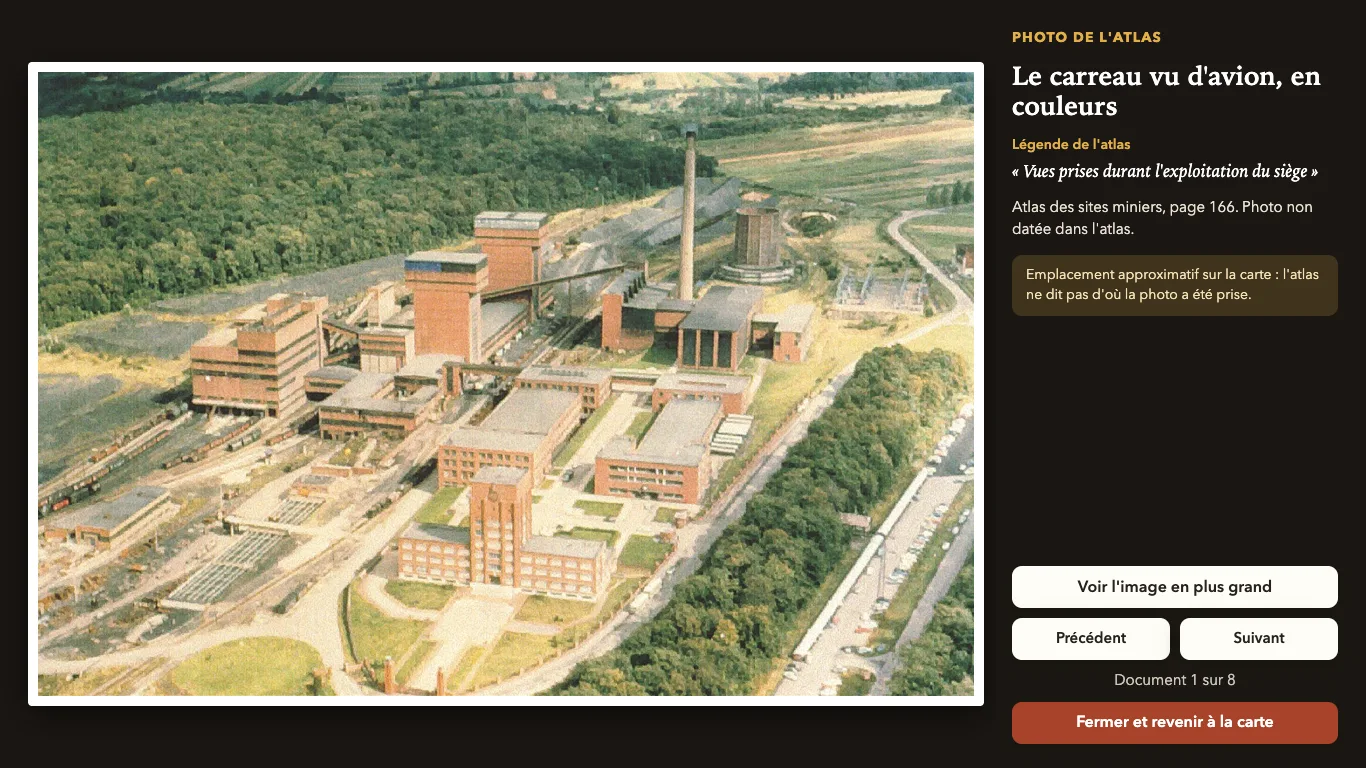 PHOTO DE L'ATLAS
Le carreau vu d'avion, en
couleurs
Légende de l'atlas
« Vues prises durant l'exploitation du siège »
Atlas des sites miniers, page 166. Photo non
datée dans l'atlas.
Emplacement approximatif sur la carte : l'atlas
ne dit pas d'où la photo a été prise.
Voir l'image en plus grand
Précédent
Suivant
Document 1 sur 8
Fermer et revenir à la carte